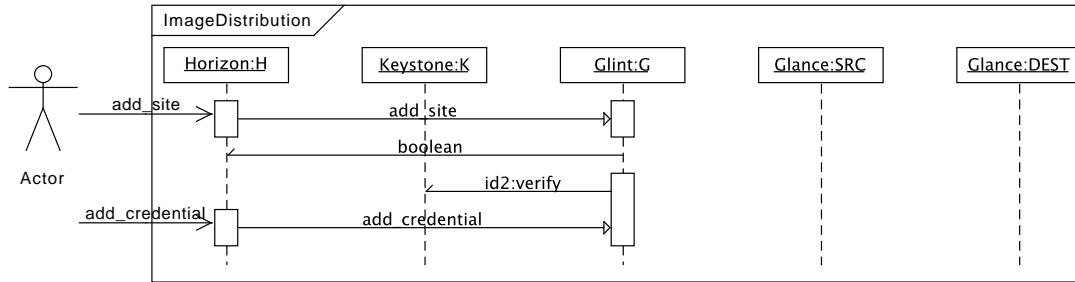 ImageDistribution
Horizon:H Keystone:K Glint:G Glance:SRC Glance:DEST
add_site add_site
boolean
Actor id2:verify
add_credential add_credential